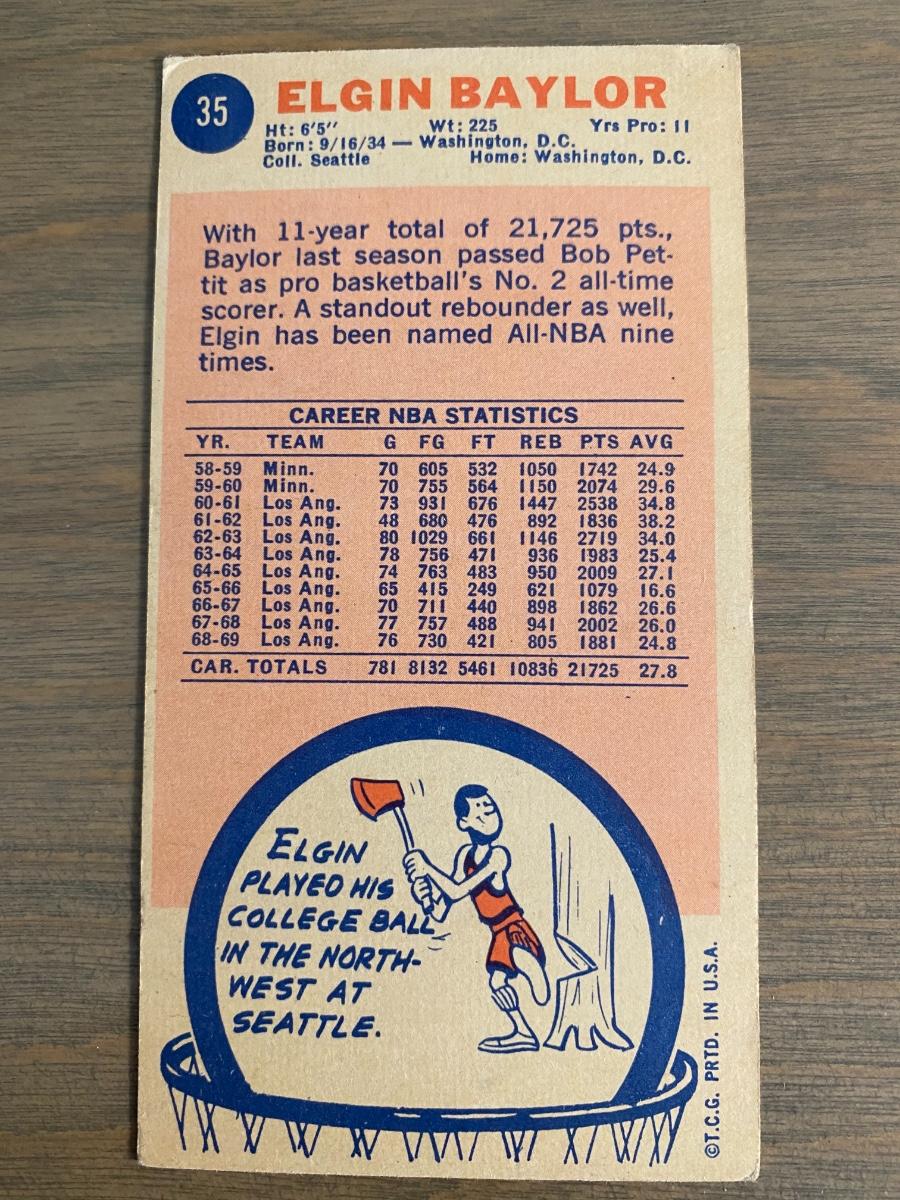 35
ELGIN BAYLOR
Ht: 6'5" Wt: 225 Yrs Pro: 11
Born: 9/16/34 — Washington, D.C.
Coll. Seattle Home: Washington, D.C.
With 11-year total of 21,725 pts.,
Baylor last season passed Bob Pet-
tit as pro basketball's No. 2 all-time
scorer. A standout rebounder as well,
Elgin has been named All-NBA nine
times.
CAREER NBA STATISTICS
YR. TEAM G FG FT REB PTS AVG
58-59 Minn. 70 605 532 1050 1742 24.9
59-60 Minn. 70 755 564 1150 2074 29.6
60-61 Los Ang. 73 931 676 1447 2538 34.8
61-62 Los Ang. 48 680 476 892 1836 38.2
62-63 Los Ang. 80 1029 661 1146 2719 34.0
63-64 Los Ang. 78 756 471 936 1983 25.4
64-65 Los Ang. 74 763 483 950 2009 27.1
65-66 Los Ang. 65 415 249 621 1079 16.6
66-67 Los Ang. 70 711 440 898 1862 26.6
67-68 Los Ang. 77 757 488 941 2002 26.0
68-69 Los Ang. 76 730 421 805 1881 24.8
CAR. TOTALS 781 8132 5461 10836 21725 27.8
ELGIN
PLAYED HIS
COLLEGE BALL
IN THE NORTH-
WEST AT
SEATTLE.
©T.C.G. PRTD. IN U.S.A.